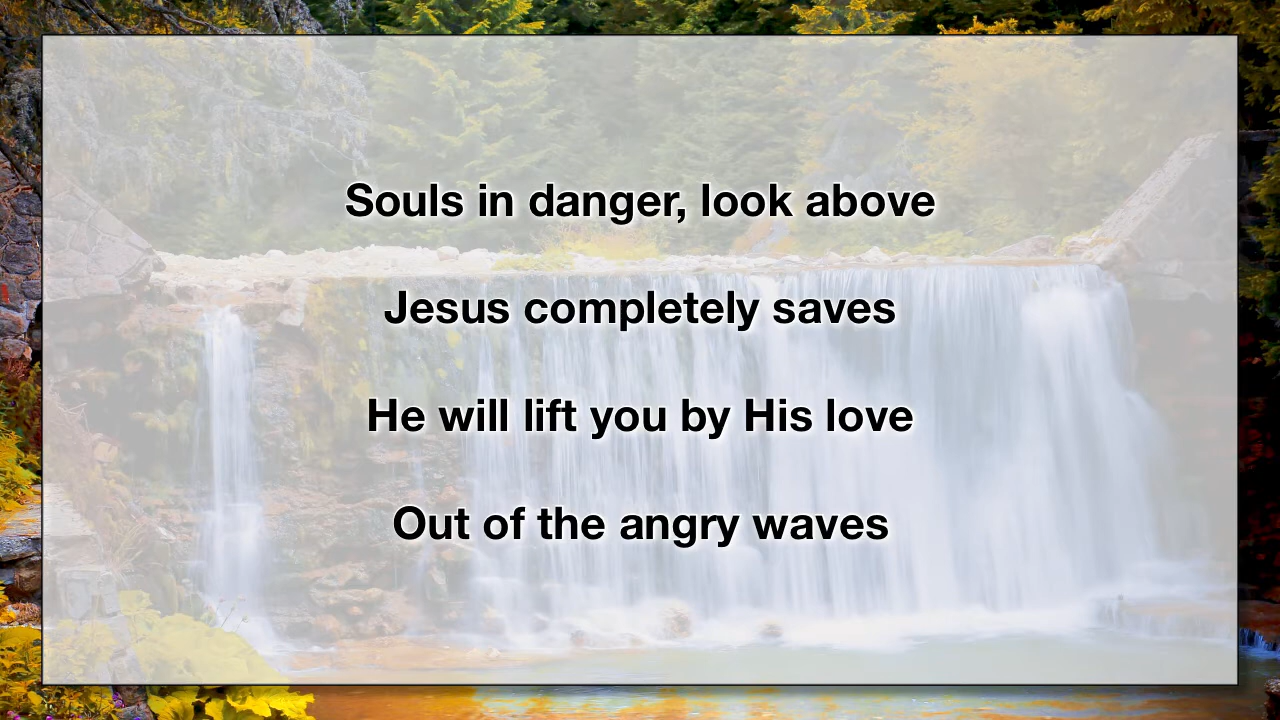 Souls in danger, look above
Jesus completely saves
He will lift you by His love
Out of the angry waves